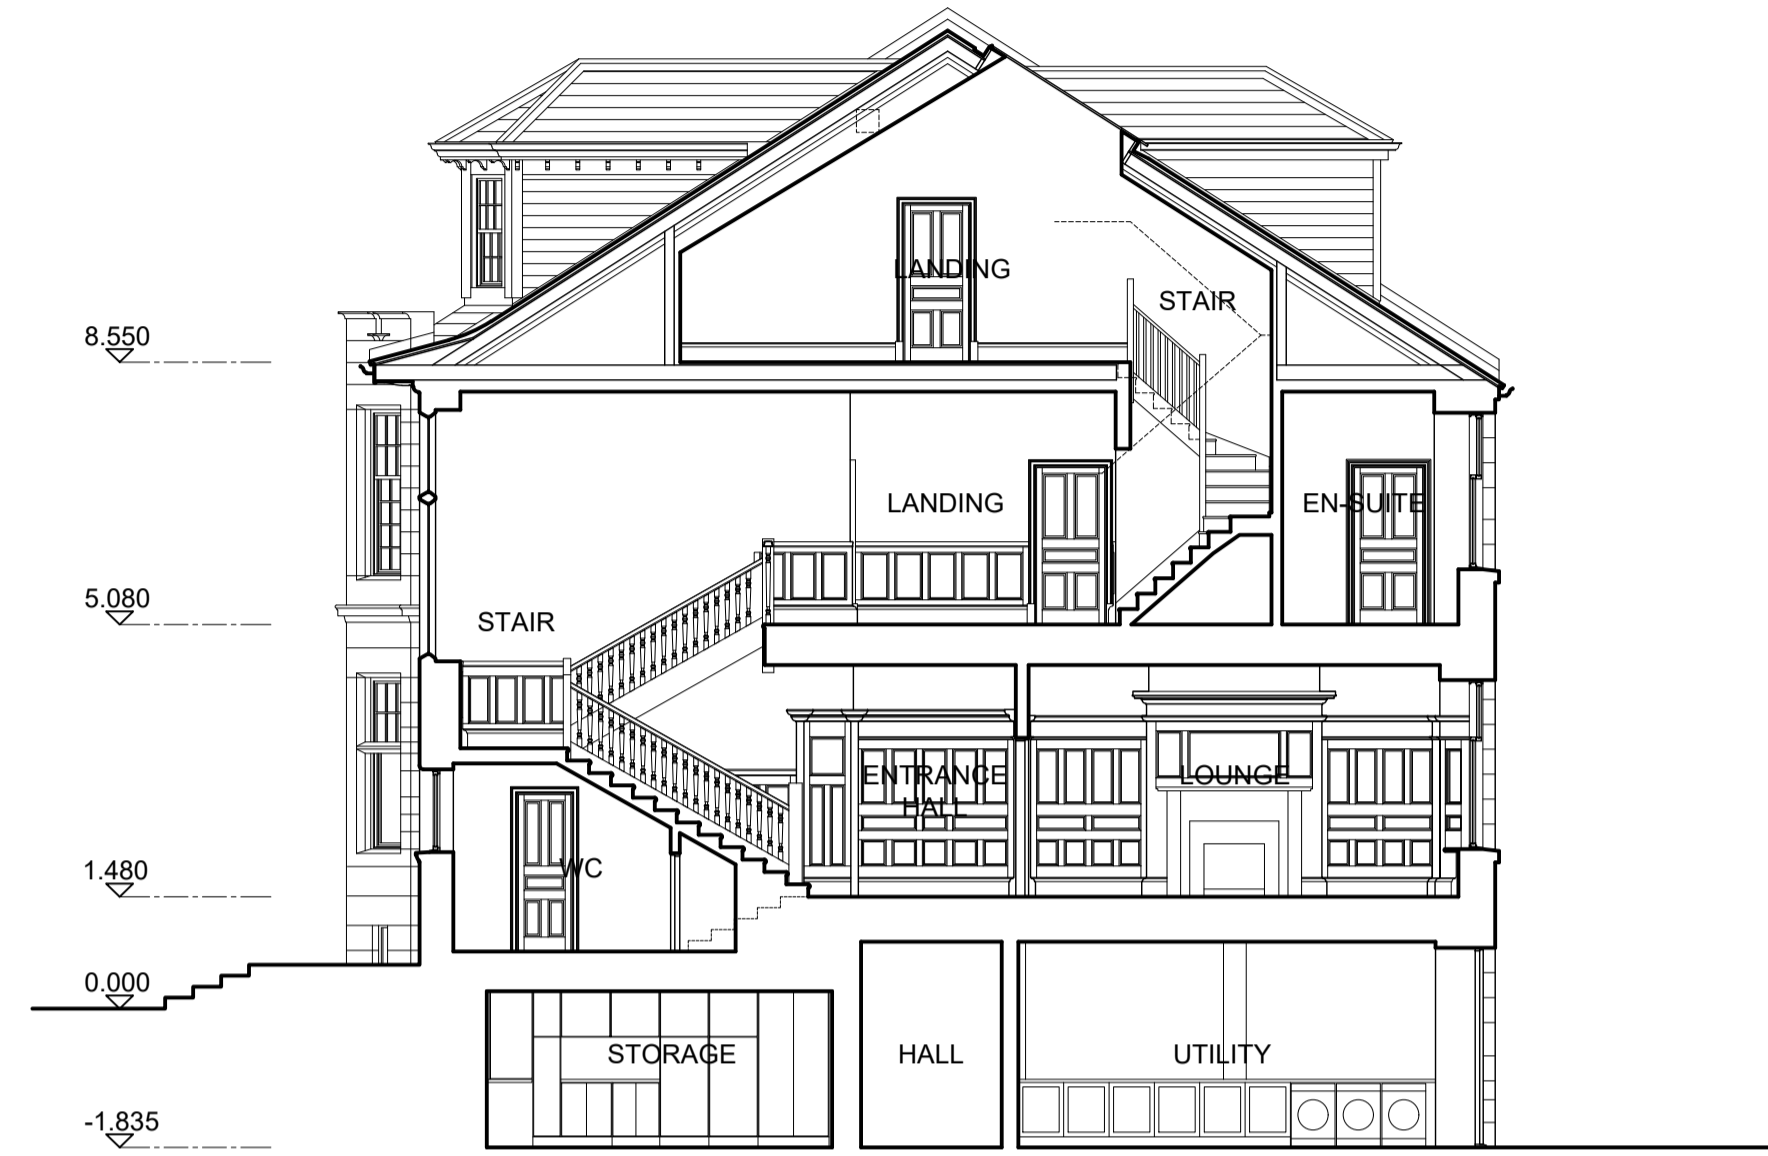 LANDING
STAIR
8.550
LANDING
EN-SUITE
5.080
STAIR
ENTRANCE
HALL
LOUNGE
1.480
WC
0.000
STORAGE
HALL
UTILITY
-1.835